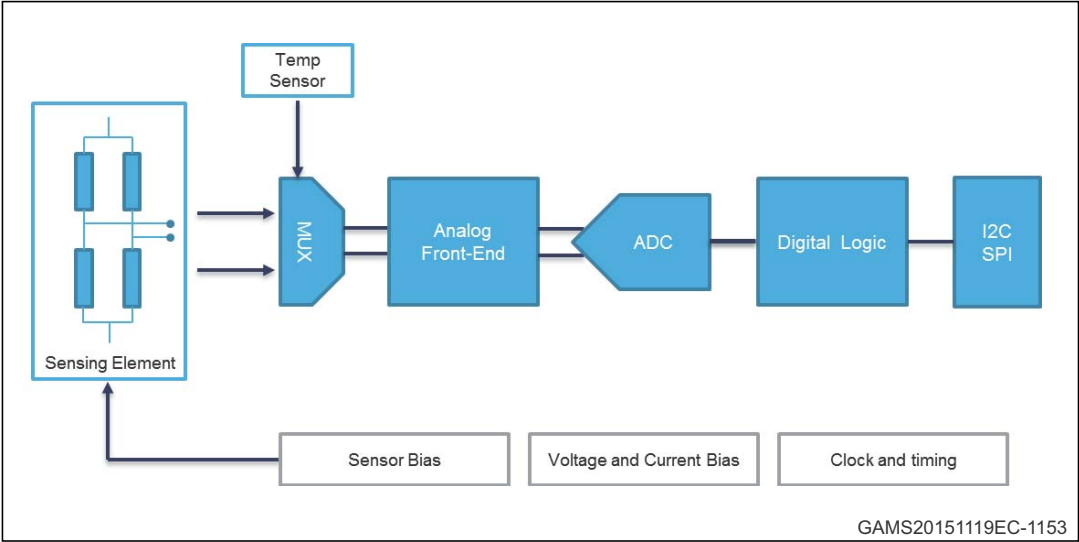 Temp
Sensor
MUX
Analog
Front-End
ADC
Digital Logic
I2C
SPI
Sensing Element
Sensor Bias
Voltage and Current Bias
Clock and timing
GAMS20151119EC-1153